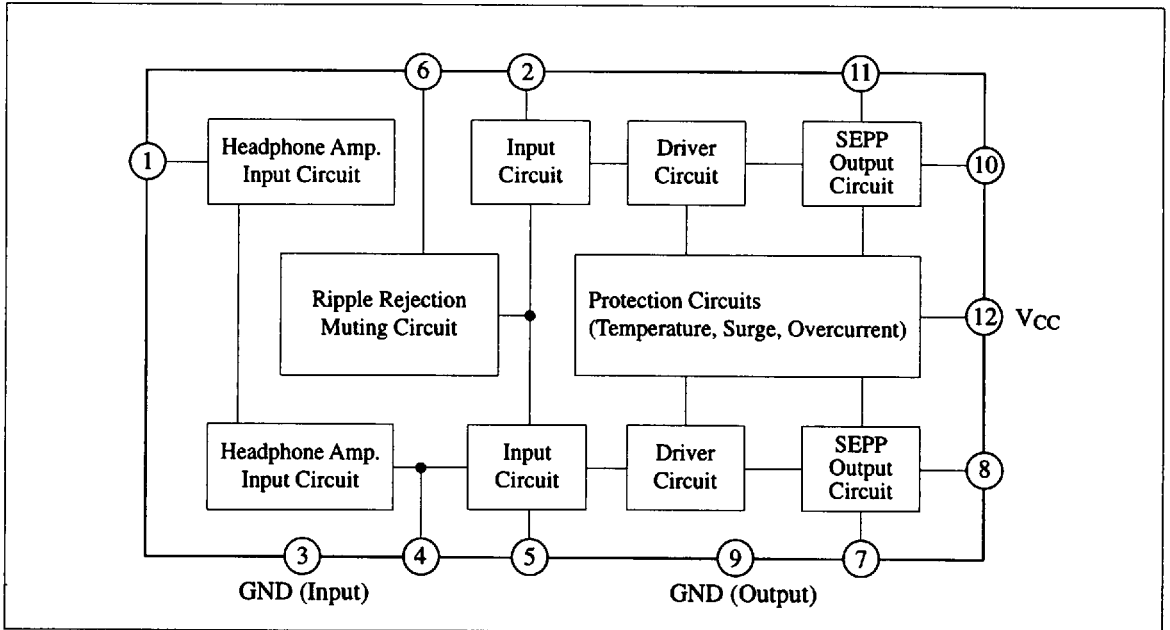 6
2
11
1
Headphone Amp.
Input Circuit
Input
Circuit
Driver
Circuit
SEPP
Output
Circuit
10
Ripple Rejection
Muting Circuit
Protection Circuits
(Temperature, Surge, Overcurrent)
12
VCC
Headphone Amp.
Input Circuit
Input
Circuit
Driver
Circuit
SEPP
Output
Circuit
8
3
4
5
9
7
GND (Input)
GND (Output)